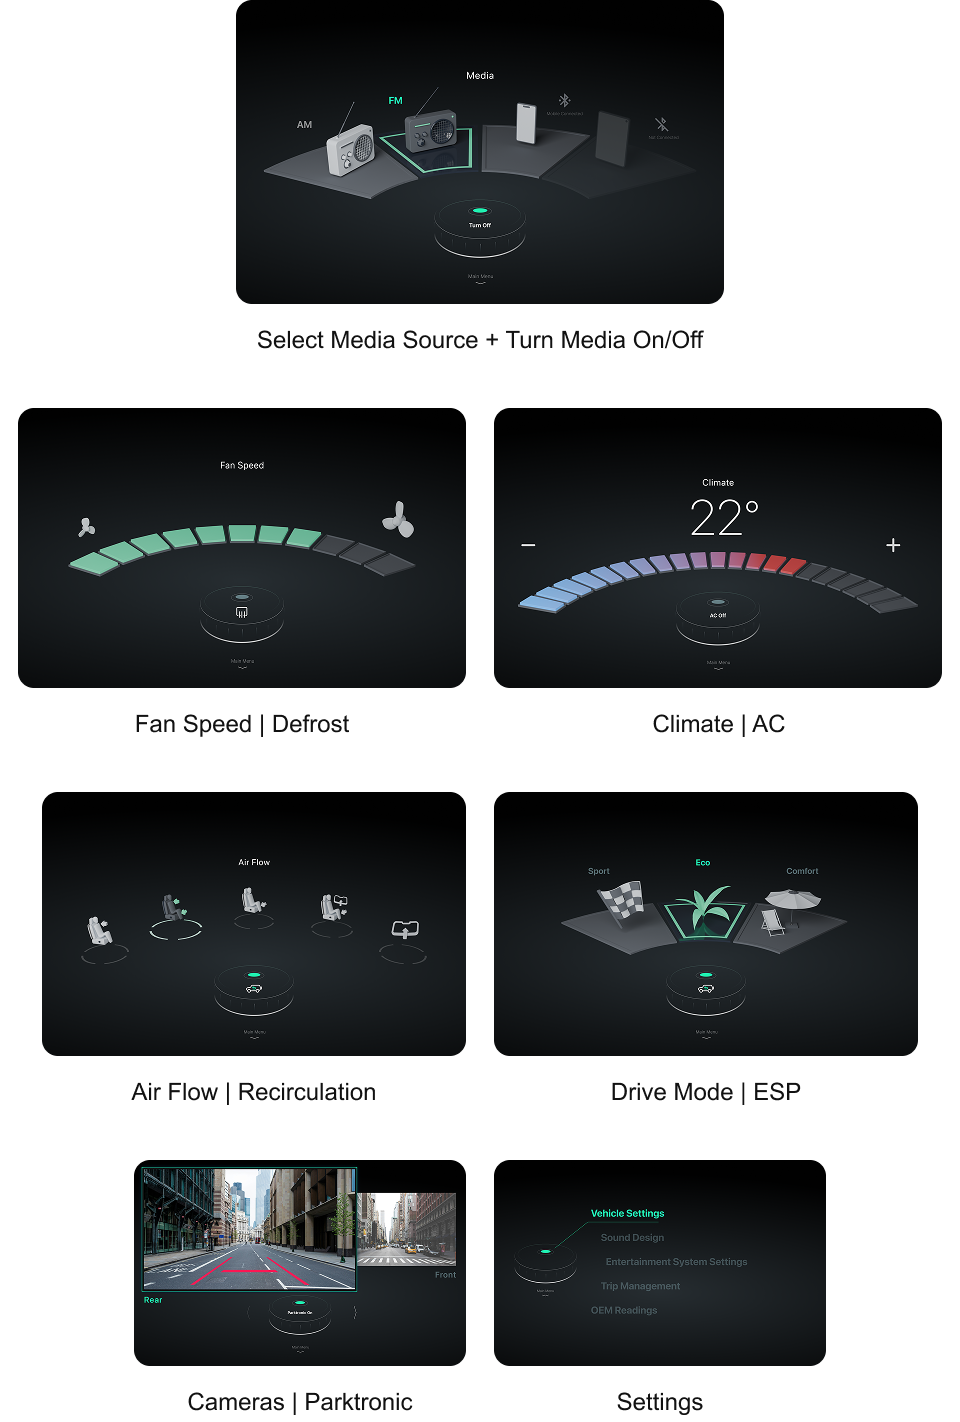 Media
FM
AM
Mobile Connection
Not Connection
Turn Off
Main Menu
Select Media Source + Turn Media On/Off
Fan Speed
Main Menu
Fan Speed | Defrost
Climate
22°
− +
AC Off
Main Menu
Climate | AC
Air Flow
Main Menu
Air Flow | Recirculation
Eco
Sport
Comfort
Main Menu
Drive Mode | ESP
Front
Rear
Parktronic On
Main Menu
Cameras | Parktronic
Vehicle Settings
Sound Design
Entertainment System Settings
Trip Management
OEM Readings
Main Menu
Settings